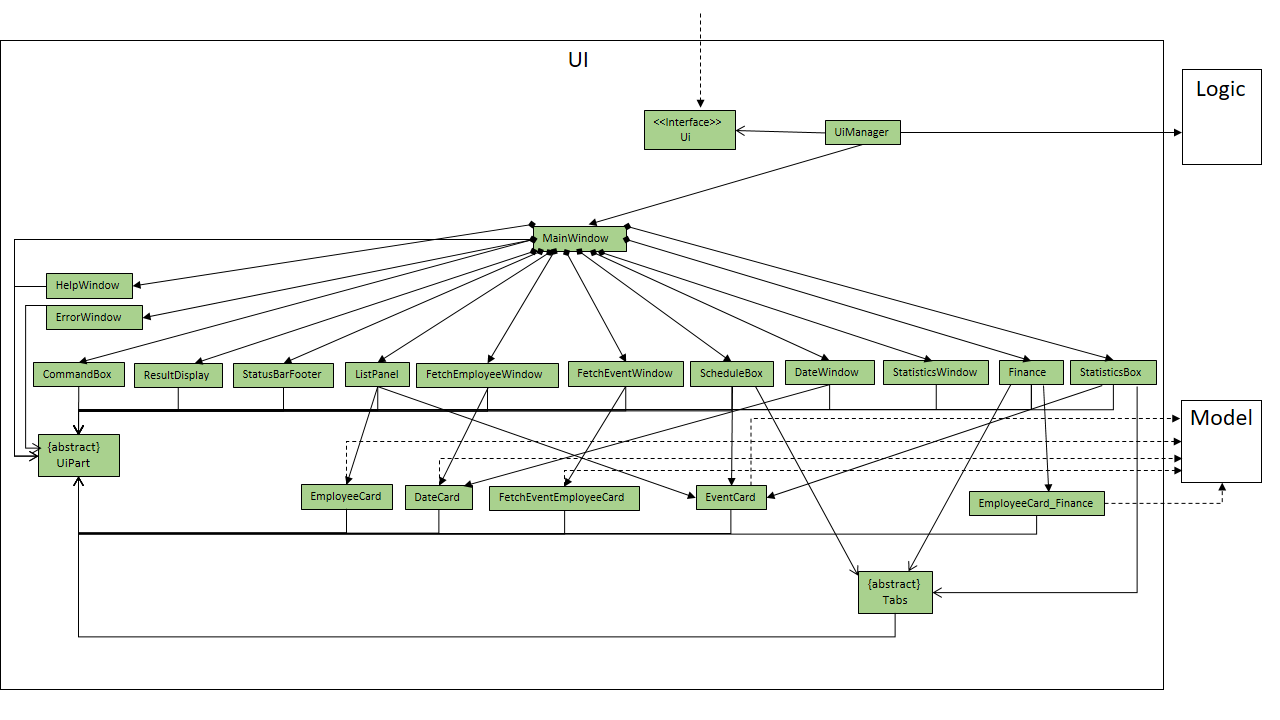 UI
Logic
<<Interface>>
Ui
UiManager
MainWindow
HelpWindow
ErrorWindow
CommandBox
ResultDisplay
StatusBarFooter
ListPanel
FetchEmployeeWindow
FetchEventWindow
ScheduleBox
DateWindow
StatisticsWindow
Finance
StatisticsBox
Model
{abstract}
UiPart
EmployeeCard
DateCard
FetchEventEmployeeCard
EventCard
EmployeeCard_Finance
{abstract}
Tabs